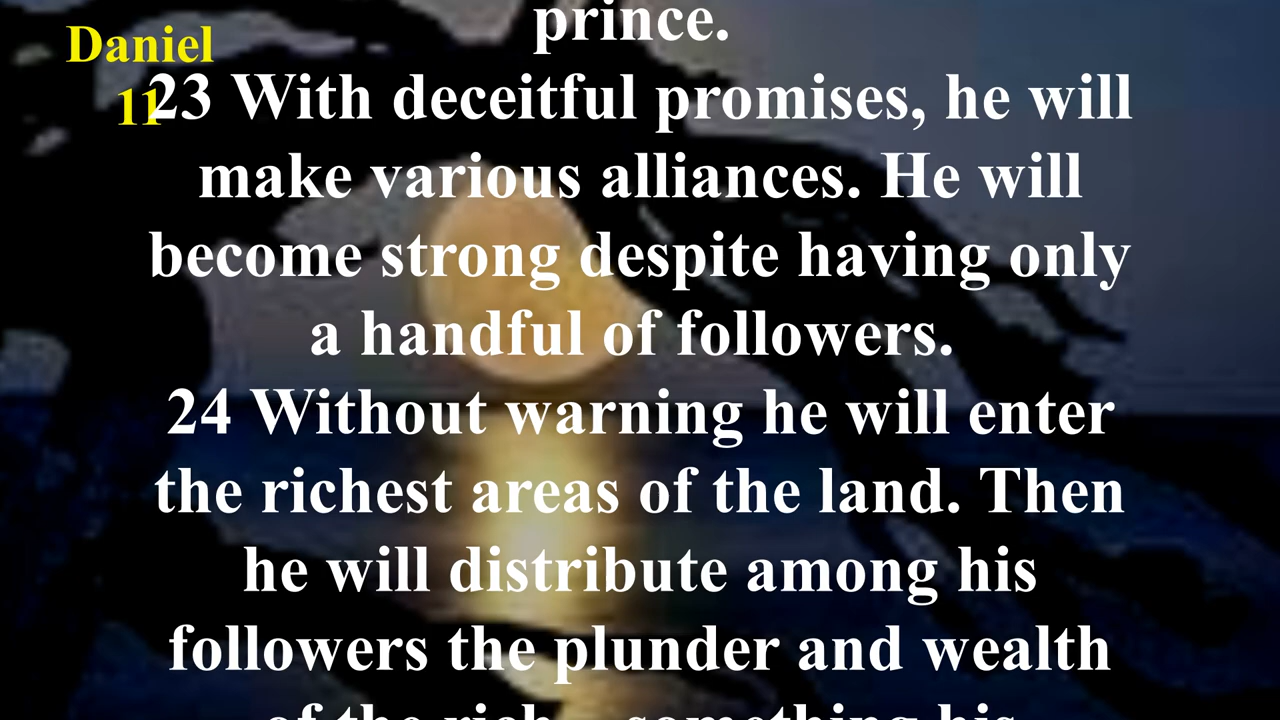 Daniel
11
prince.
23 With deceitful promises, he will
make various alliances. He will
become strong despite having only
a handful of followers.
24 Without warning he will enter
the richest areas of the land. Then
he will distribute among his
followers the plunder and wealth
of the rich—something his